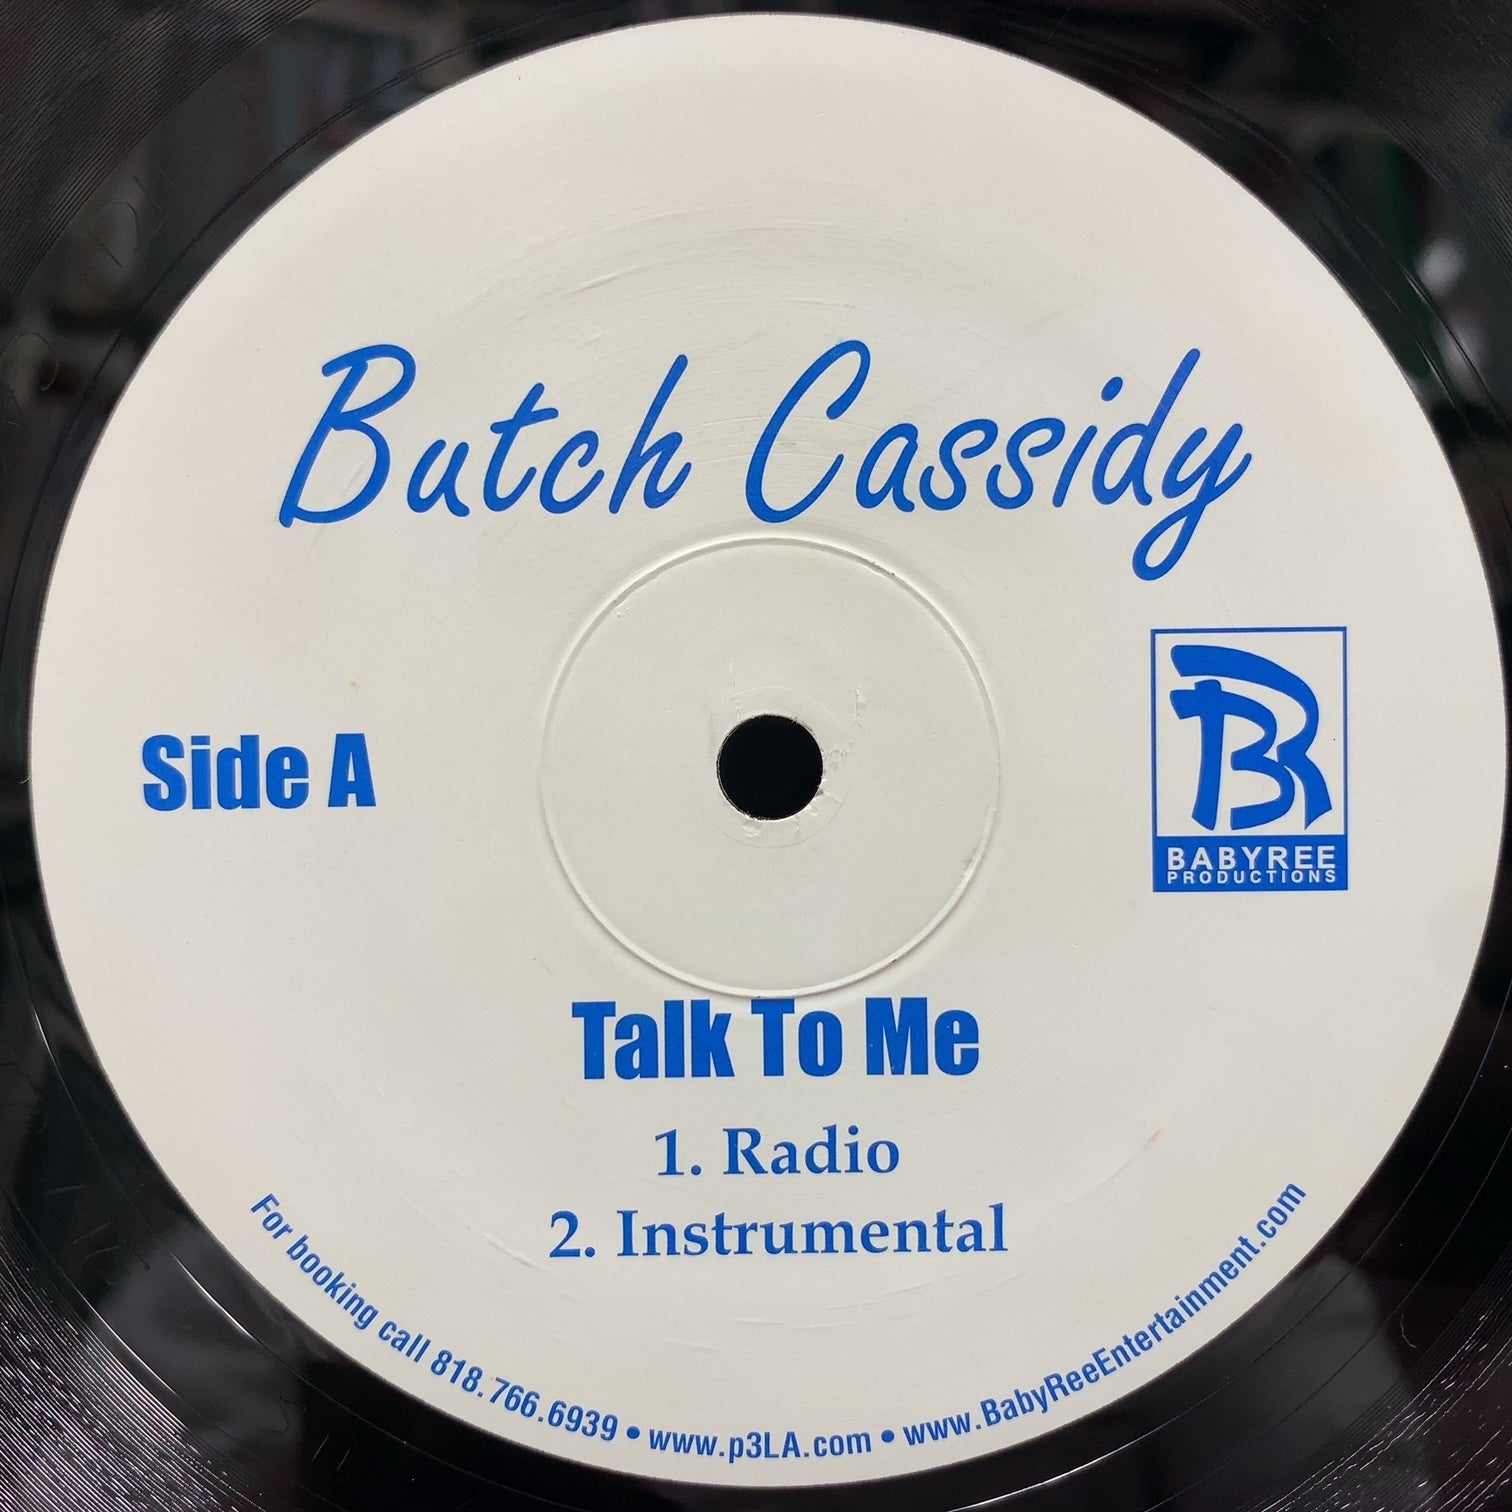 Butch Cassidy
Side A
BR
BABYREE
PRODUCTIONS
Talk To Me
1. Radio
2. Instrumental
For booking call 818.766.6939 • www.p3LA.com • www.BabyReeEntertainment.com